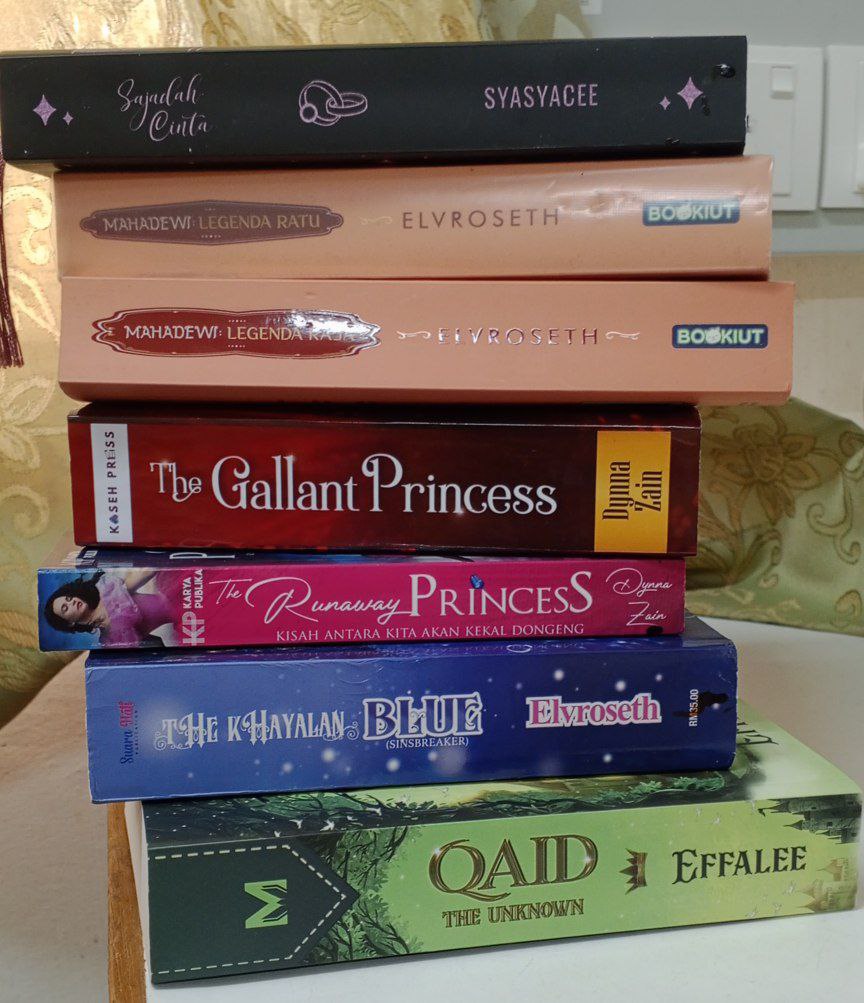 Sajadah
Cinta
SYASYACEE
MAHADEWI: LEGENDA RATU
ELVROSETH
BOOKIUT
MAHADEWI: LEGENDA
ELVROSETH
BOOKIUT
KASEH PRESS
The Gallant Princess
Dynna
Zain
KP KARYA
PUBLIKA
The Runaway PRINCESS
KISAH ANTARA KITA AKAN KEKAL DONGENG
Dynna
Zain
Suara Hati
THE KHAYALAN BLUE
(SINSBREAKER)
Elvroseth
RM35.00
M
QAID
THE UNKNOWN
EFFALEE